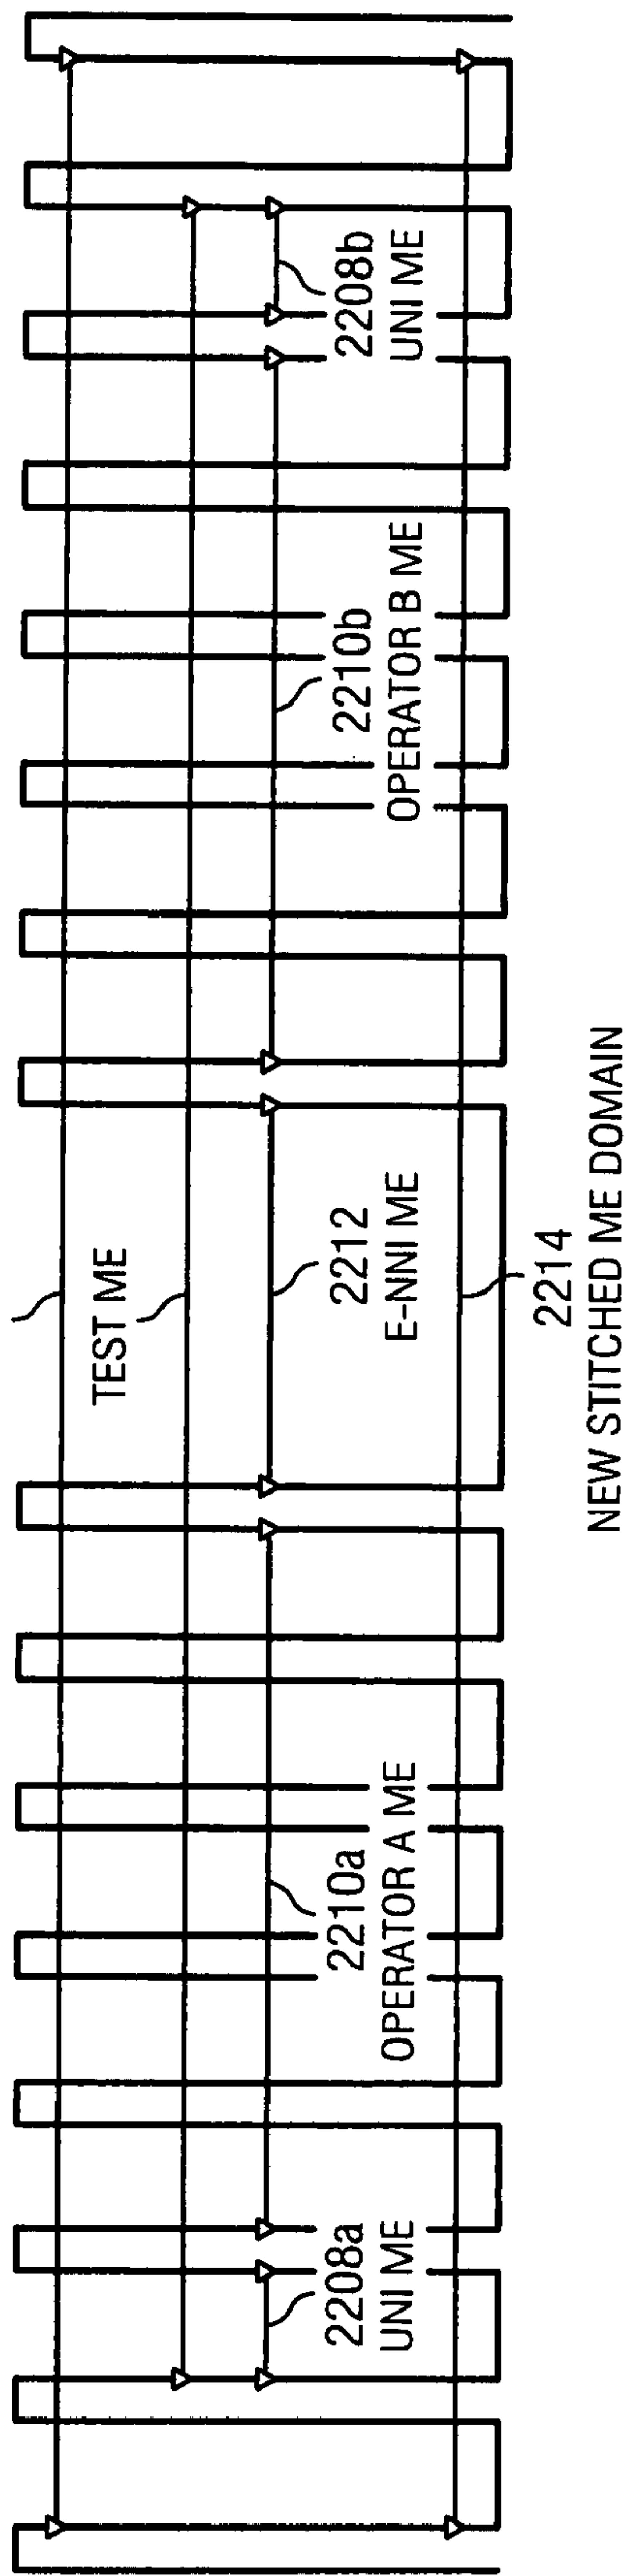 TEST ME
2208a
UNI ME
2210a
OPERATOR A ME
2212
E-NNI ME
2210b
OPERATOR B ME
2208b
UNI ME
2214
NEW STITCHED ME DOMAIN